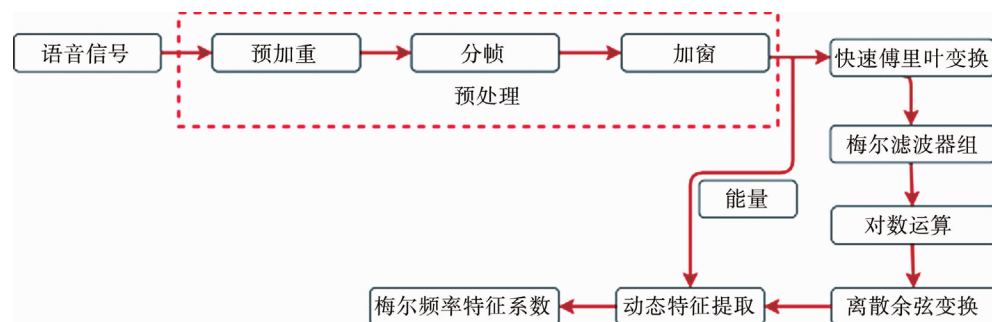 语音信号
预加重
分帧
加窗
预处理
快速傅里叶变换
梅尔滤波器组
能量
对数运算
梅尔频率特征系数
动态特征提取
离散余弦变换